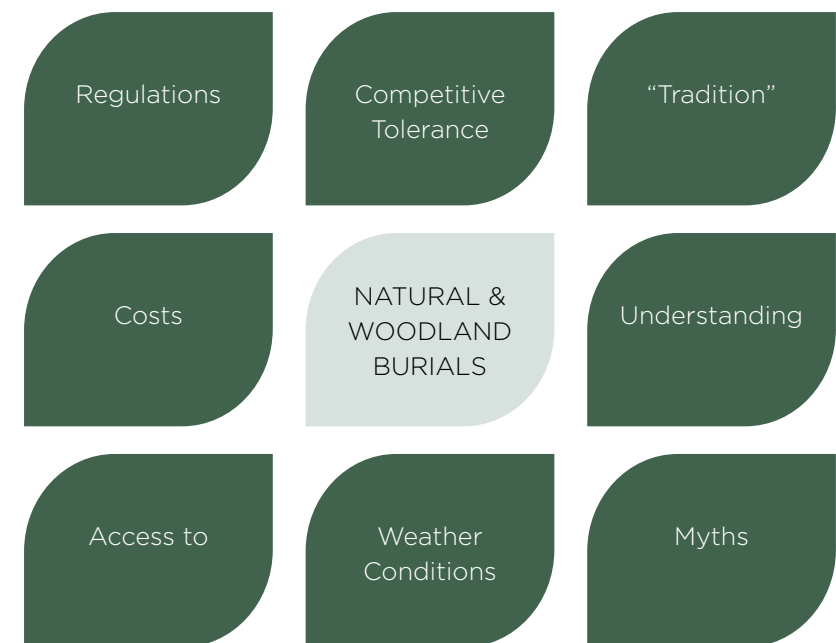 Regulations
Competitive
Tolerance
“Tradition”
Costs
NATURAL &
WOODLAND
BURIALS
Understanding
Access to
Weather
Conditions
Myths